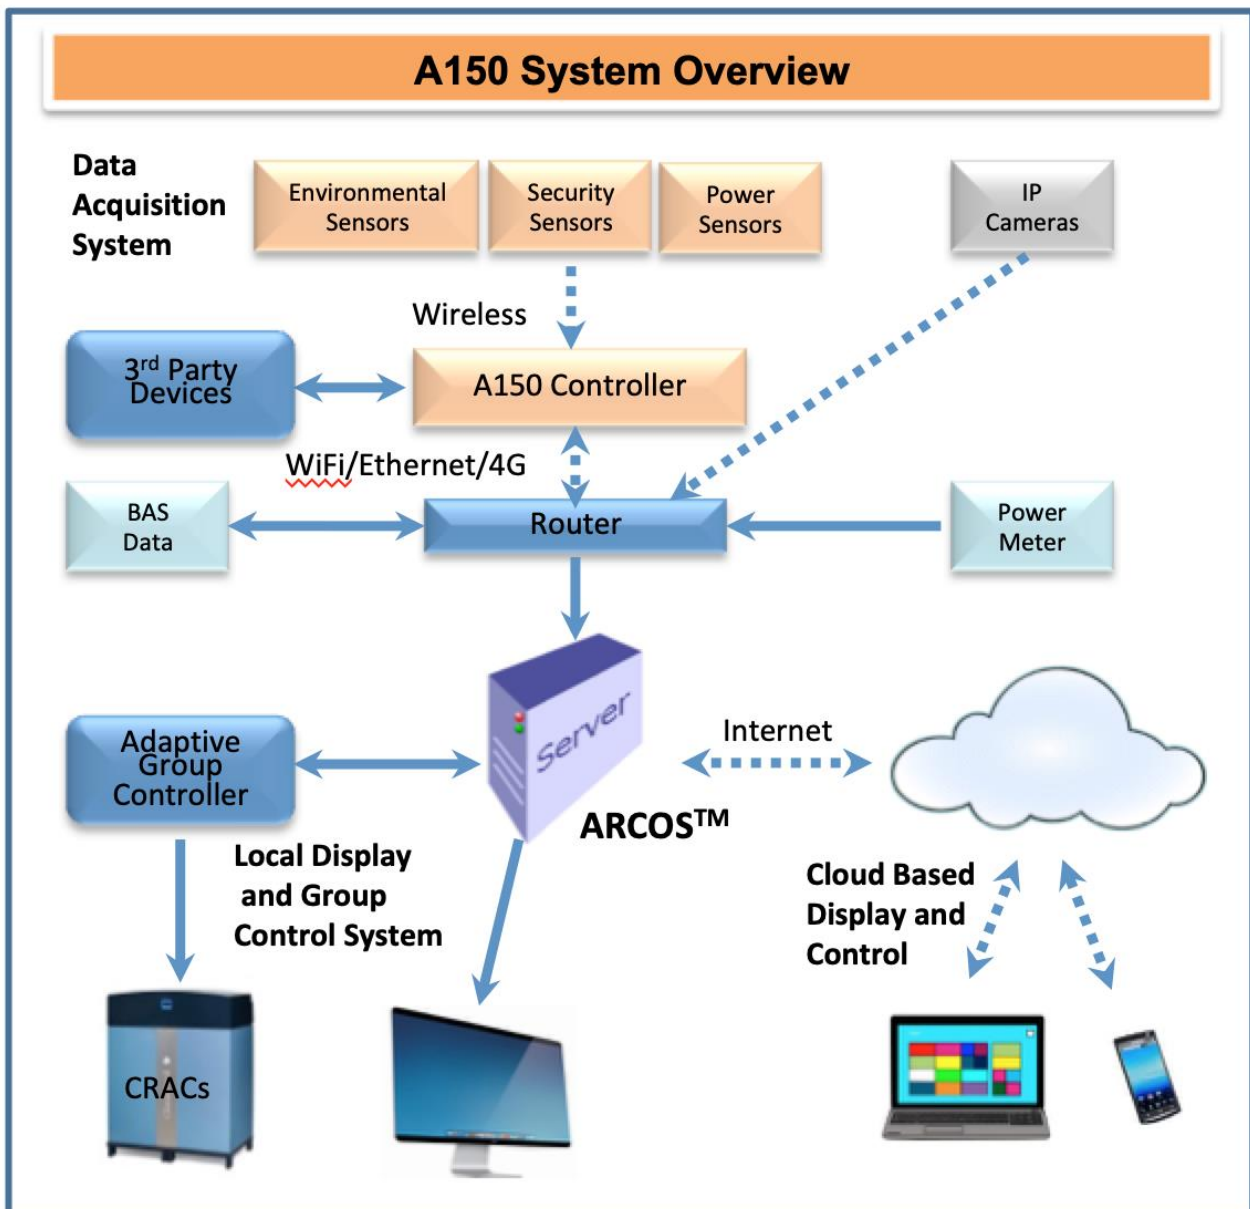 A150 System Overview
Data
Acquisition
System
Environmental
Sensors
Security
Sensors
Power
Sensors
IP
Cameras
Wireless
3rd Party
Devices
A150 Controller
WiFi/Ethernet/4G
BAS
Data
Router
Power
Meter
Server
Internet
Adaptive
Group
Controller
ARCOS™
Local Display
and Group
Control System
Cloud Based
Display and
Control
CRACs